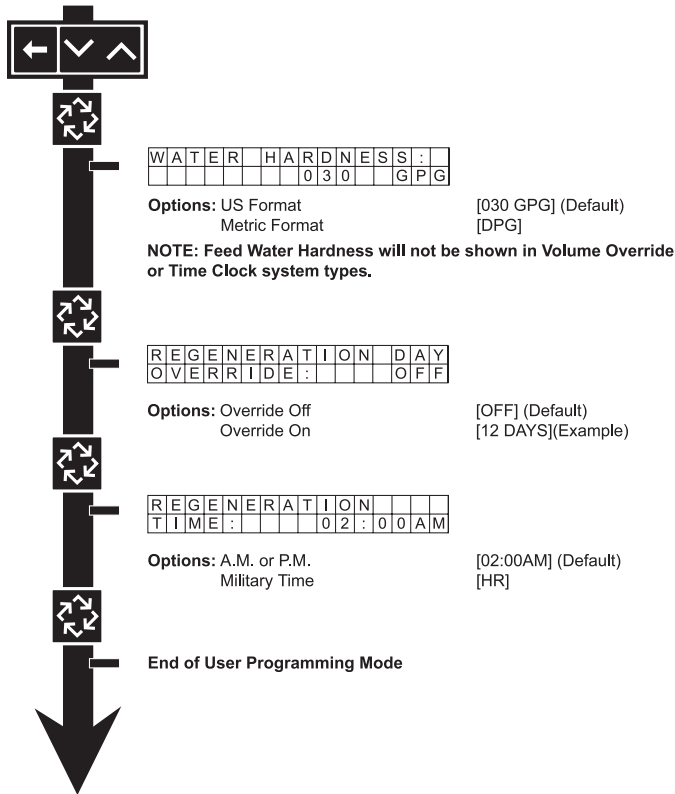 WATER HARDNESS:
030 GPG
Options: US Format [030 GPG] (Default)
Metric Format [DPG]
NOTE: Feed Water Hardness will not be shown in Volume Override
or Time Clock system types.
REGENERATION DAY
OVERRIDE: OFF
Options: Override Off [OFF] (Default)
Override On [12 DAYS](Example)
REGENERATION
TIME: 02:00AM
Options: A.M. or P.M. [02:00AM] (Default)
Military Time [HR]
End of User Programming Mode